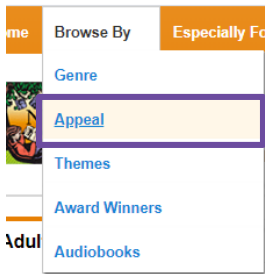 ome Browse By Especially Fo
Genre
Appeal
Themes
Award Winners
Adul
Audiobooks